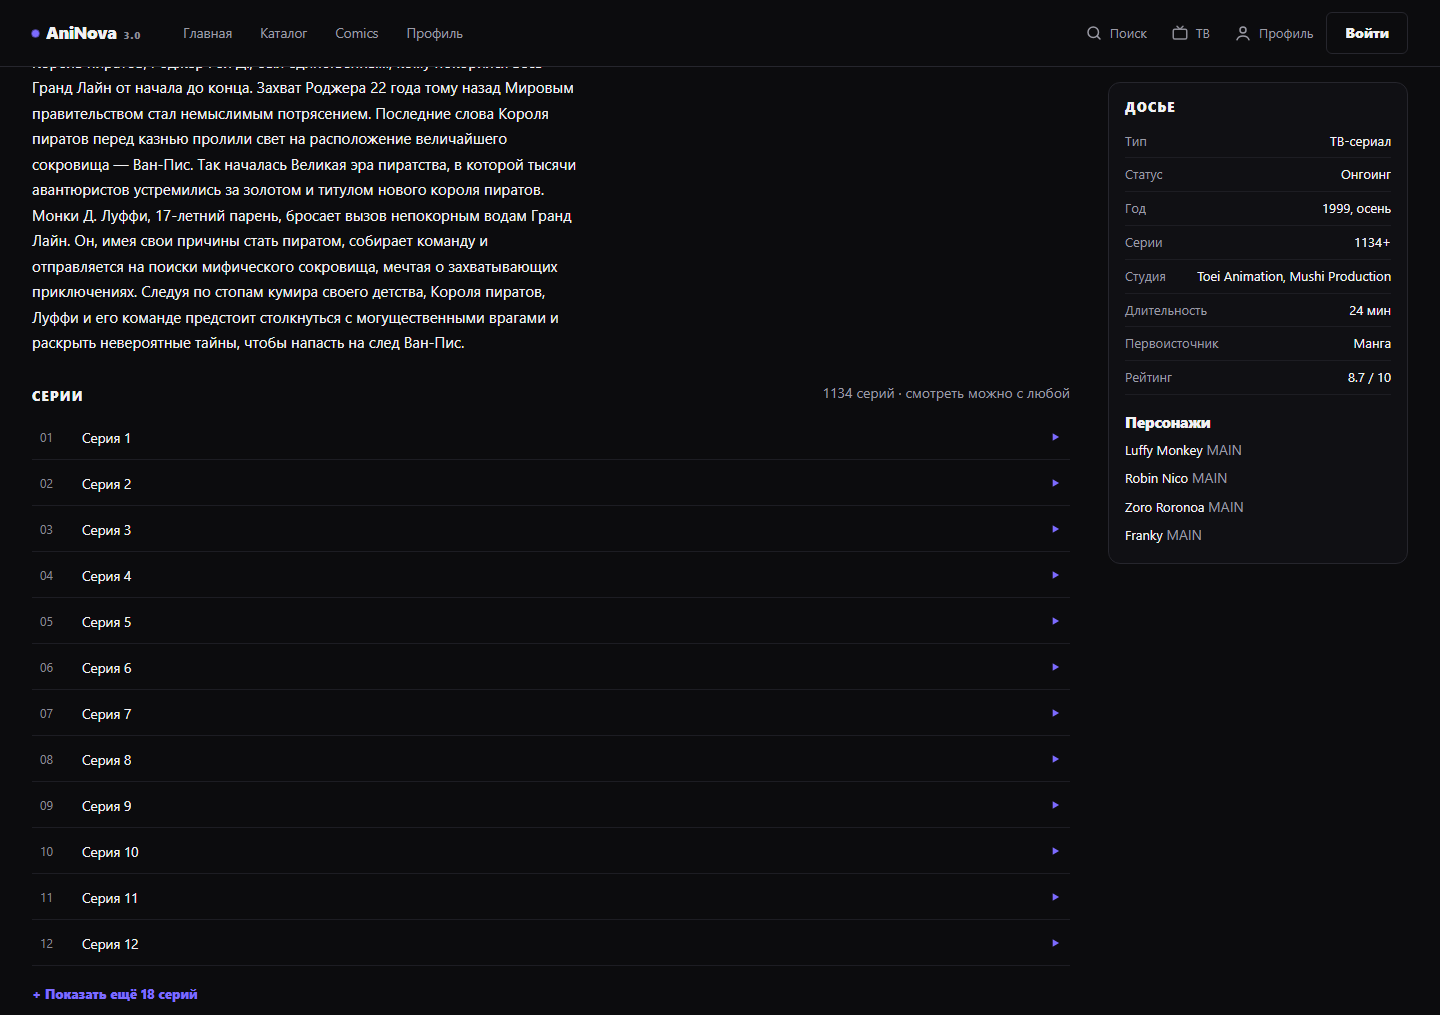 AniNova 3.0
Главная
Каталог
Comics
Профиль
Поиск
ТВ
Профиль
Войти
Гранд Лайн от начала до конца. Захват Роджера 22 года тому назад Мировым
правительством стал немыслимым потрясением. Последние слова Короля
пиратов перед казнью пролили свет на расположение величайшего
сокровища — Ван-Пис. Так началась Великая эра пиратства, в которой тысячи
авантюристов устремились за золотом и титулом нового короля пиратов.
Монки Д. Луффи, 17-летний парень, бросает вызов непокорным водам Гранд
Лайн. Он, имея свои причины стать пиратом, собирает команду и
отправляется на поиски мифического сокровища, мечтая о захватывающих
приключениях. Следуя по стопам кумира своего детства, Короля пиратов,
Луффи и его команде предстоит столкнуться с могущественными врагами и
раскрыть невероятные тайны, чтобы напасть на след Ван-Пис.
СЕРИИ
1134 серий · смотреть можно с любой
01 Серия 1
02 Серия 2
03 Серия 3
04 Серия 4
05 Серия 5
06 Серия 6
07 Серия 7
08 Серия 8
09 Серия 9
10 Серия 10
11 Серия 11
12 Серия 12
+ Показать ещё 18 серий
ДОСЬЕ
Тип ТВ-сериал
Статус Онгоинг
Год 1999, осень
Серии 1134+
Студия Toei Animation, Mushi Production
Длительность 24 мин
Первоисточник Манга
Рейтинг 8.7 / 10
Персонажи
Luffy Monkey MAIN
Robin Nico MAIN
Zoro Roronoa MAIN
Franky MAIN